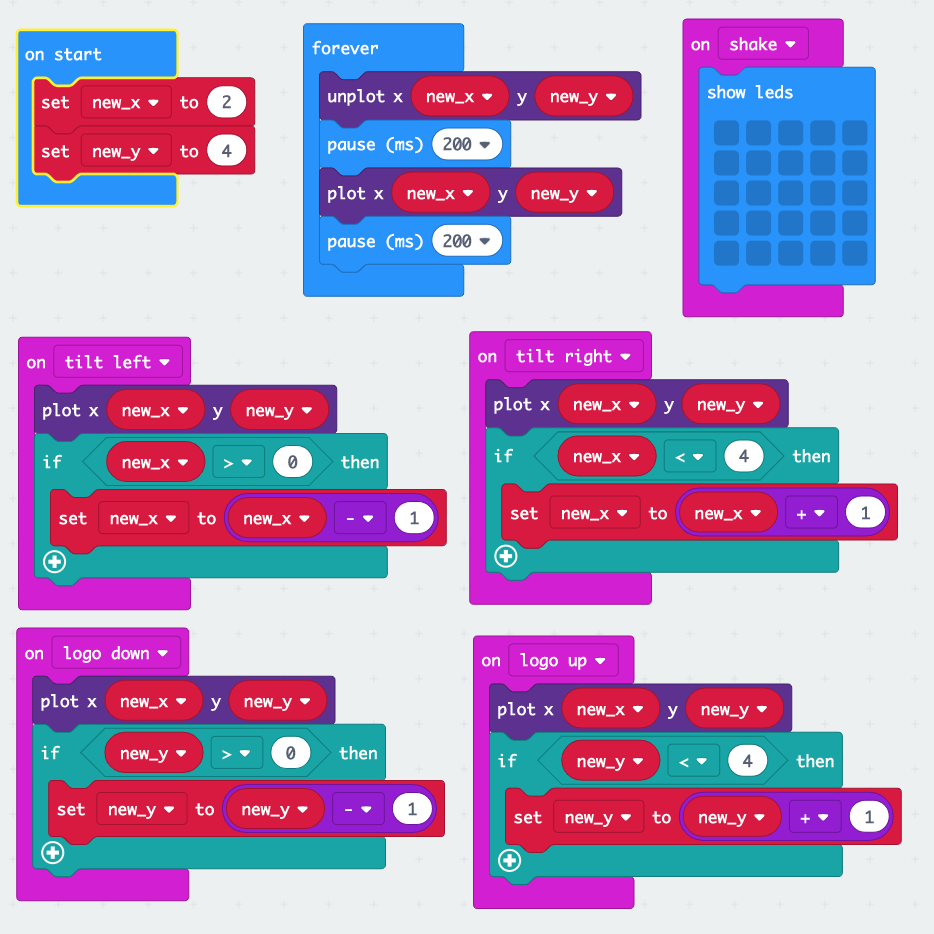 on start
set new_x to 2
set new_y to 4
forever
unplot x new_x y new_y
pause (ms) 200
plot x new_x y new_y
pause (ms) 200
on shake
show leds
on tilt left
plot x new_x y new_y
if new_x > 0 then
set new_x to new_x - 1
on tilt right
plot x new_x y new_y
if new_x < 4 then
set new_x to new_x + 1
on logo down
plot x new_x y new_y
if new_y > 0 then
set new_y to new_y - 1
on logo up
plot x new_x y new_y
if new_y < 4 then
set new_y to new_y + 1